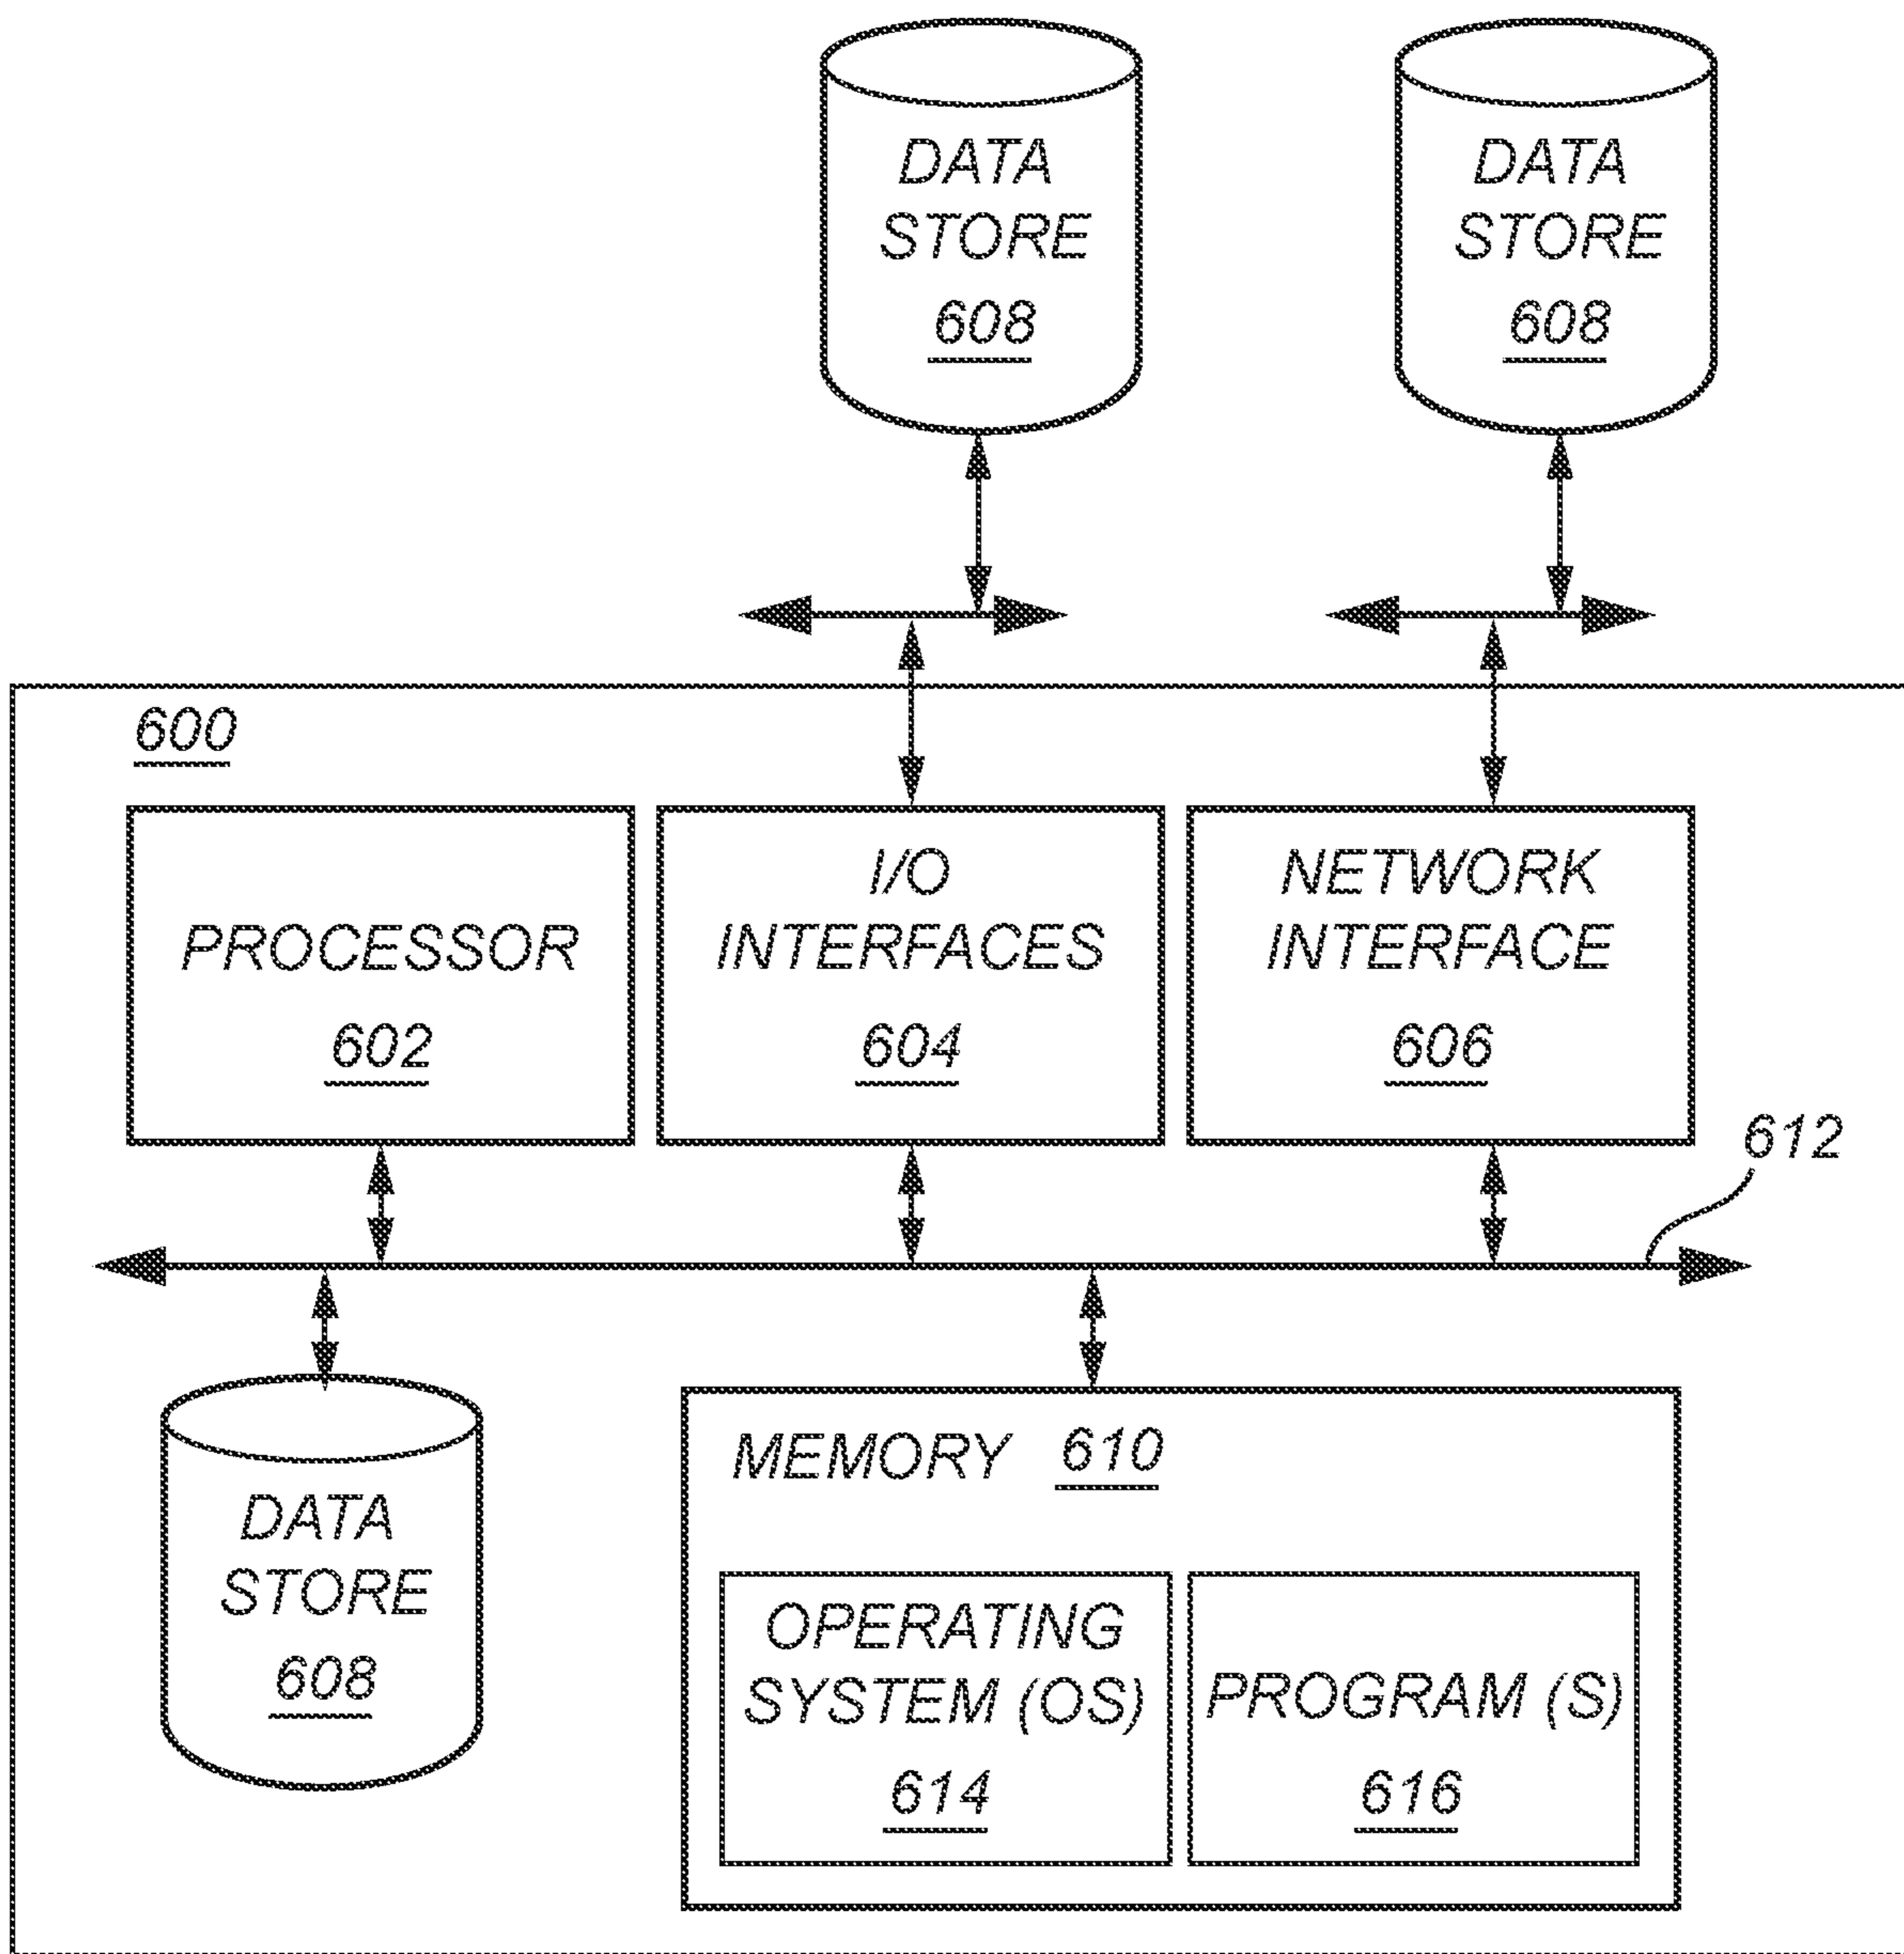 DATA
STORE
608
DATA
STORE
608
600
PROCESSOR
602
I/O
INTERFACES
604
NETWORK
INTERFACE
606
612
DATA
STORE
608
MEMORY 610
OPERATING
SYSTEM (OS)
614
PROGRAM (S)
616